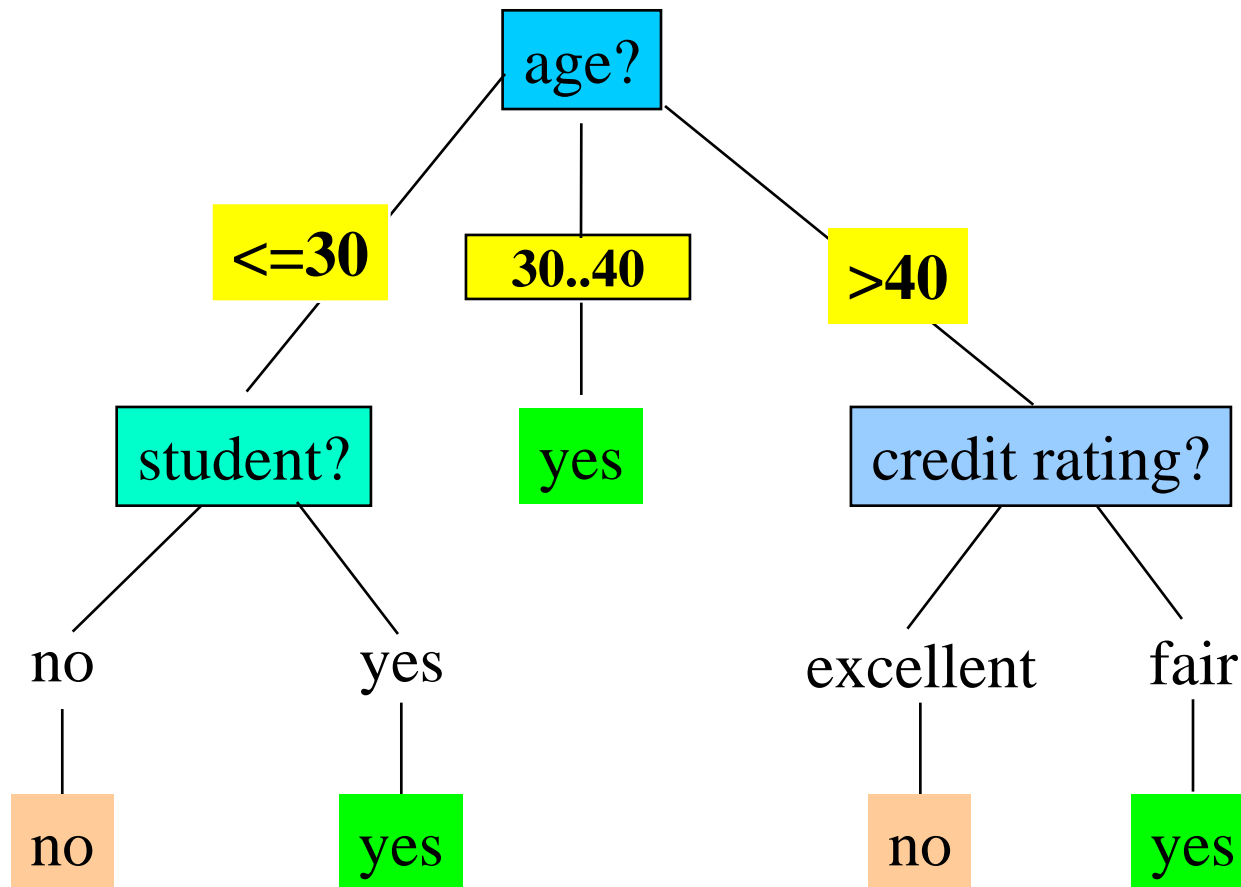 age?
<=30
30..40
>40
student?
yes
credit rating?
no
yes
excellent
fair
no
yes
no
yes